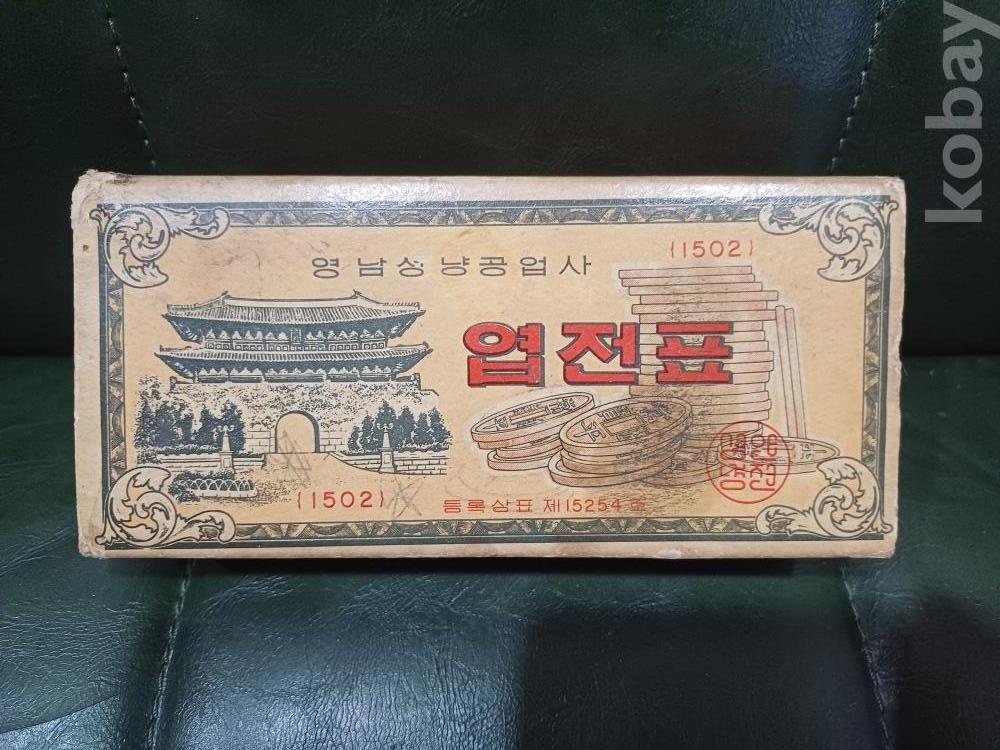 kobay
영남성냥공업사
(1502)
엽전표
(1502)
등록상표 제15254호